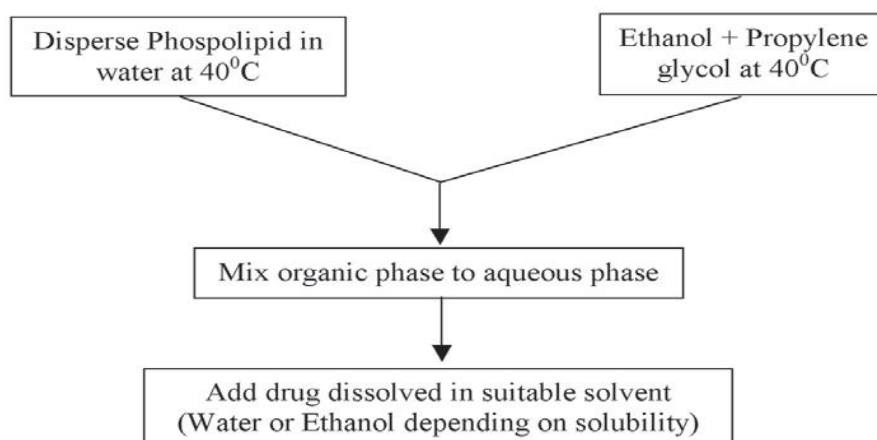 Disperse Phospolipid in
water at 40⁰C
Ethanol + Propylene
glycol at 40⁰C
Mix organic phase to aqueous phase
Add drug dissolved in suitable solvent
(Water or Ethanol depending on solubility)